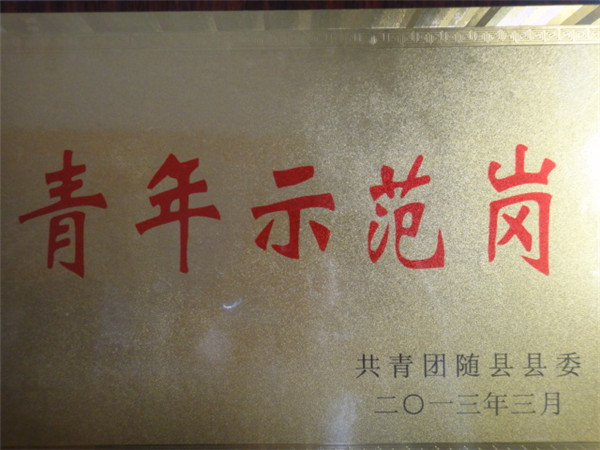 青年示范岗
共青团随县县委
二〇一三年三月